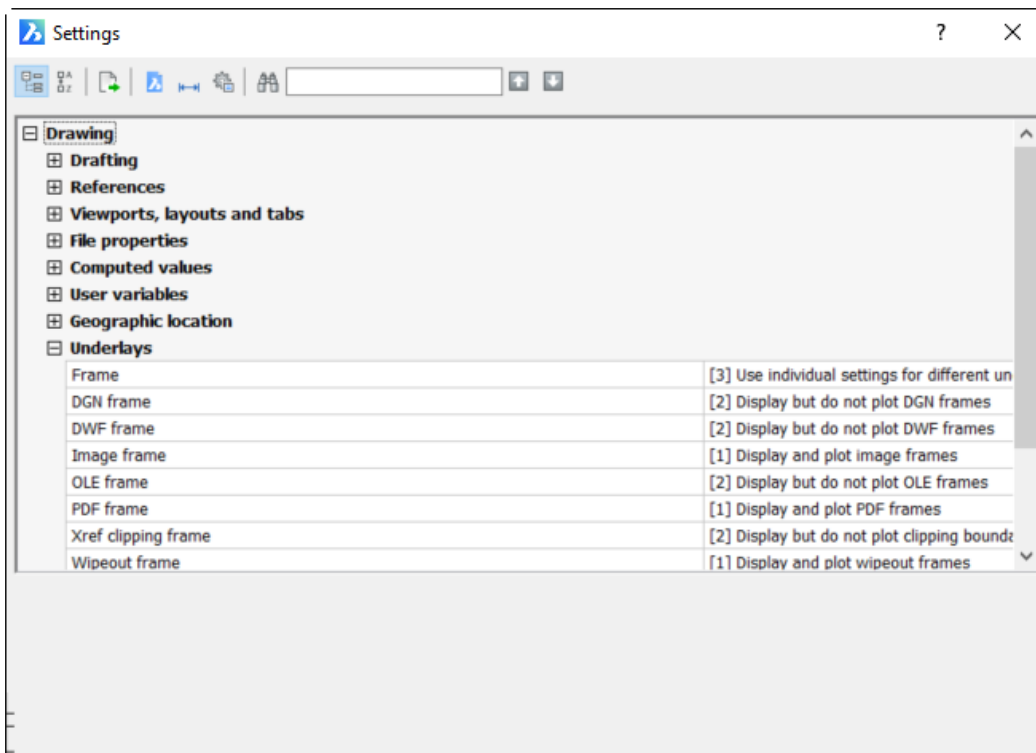 Settings
Drawing
Drafting
References
Viewports, layouts and tabs
File properties
Computed values
User variables
Geographic location
Underlays
Frame [3] Use individual settings for different un
DGN frame [2] Display but do not plot DGN frames
DWF frame [2] Display but do not plot DWF frames
Image frame [1] Display and plot image frames
OLE frame [2] Display but do not plot OLE frames
PDF frame [1] Display and plot PDF frames
Xref clipping frame [2] Display but do not plot clipping bounda
Wipeout frame [1] Display and plot wipeout frames